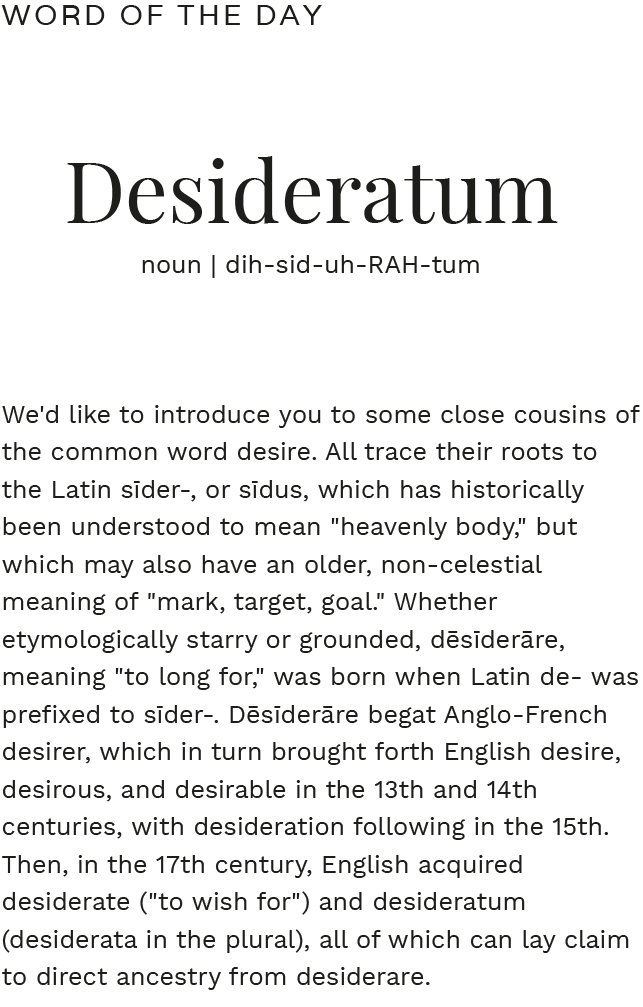 WORD OF THE DAY
Desideratum
noun | dih-sid-uh-RAH-tum
We'd like to introduce you to some close cousins of
the common word desire. All trace their roots to
the Latin sīder-, or sīdus, which has historically
been understood to mean "heavenly body," but
which may also have an older, non-celestial
meaning of "mark, target, goal." Whether
etymologically starry or grounded, dēsīderāre,
meaning "to long for," was born when Latin de- was
prefixed to sīder-. Dēsīderāre begat Anglo-French
desirer, which in turn brought forth English desire,
desirous, and desirable in the 13th and 14th
centuries, with desideration following in the 15th.
Then, in the 17th century, English acquired
desiderate ("to wish for") and desideratum
(desiderata in the plural), all of which can lay claim
to direct ancestry from desiderare.